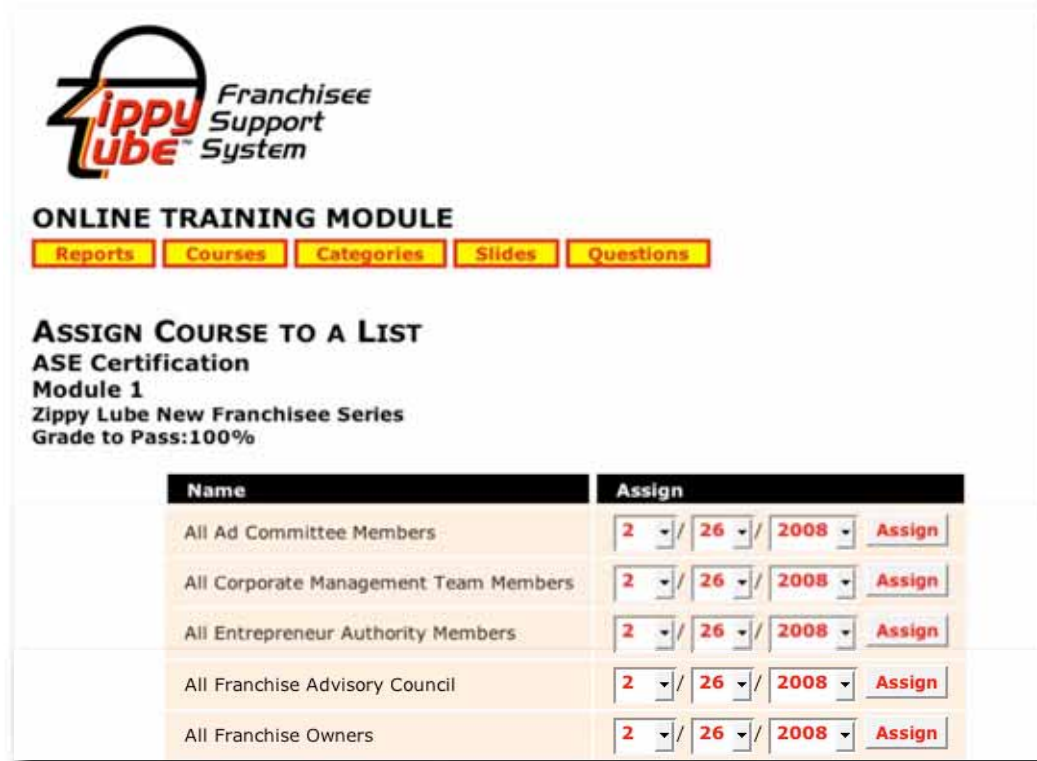 Zippy Lube™ Franchisee Support System
ONLINE TRAINING MODULE
Reports Courses Categories Slides Questions
ASSIGN COURSE TO A LIST
ASE Certification
Module 1
Zippy Lube New Franchisee Series
Grade to Pass:100%
Name Assign
All Ad Committee Members 2 / 26 / 2008 Assign
All Corporate Management Team Members 2 / 26 / 2008 Assign
All Entrepreneur Authority Members 2 / 26 / 2008 Assign
All Franchise Advisory Council 2 / 26 / 2008 Assign
All Franchise Owners 2 / 26 / 2008 Assign